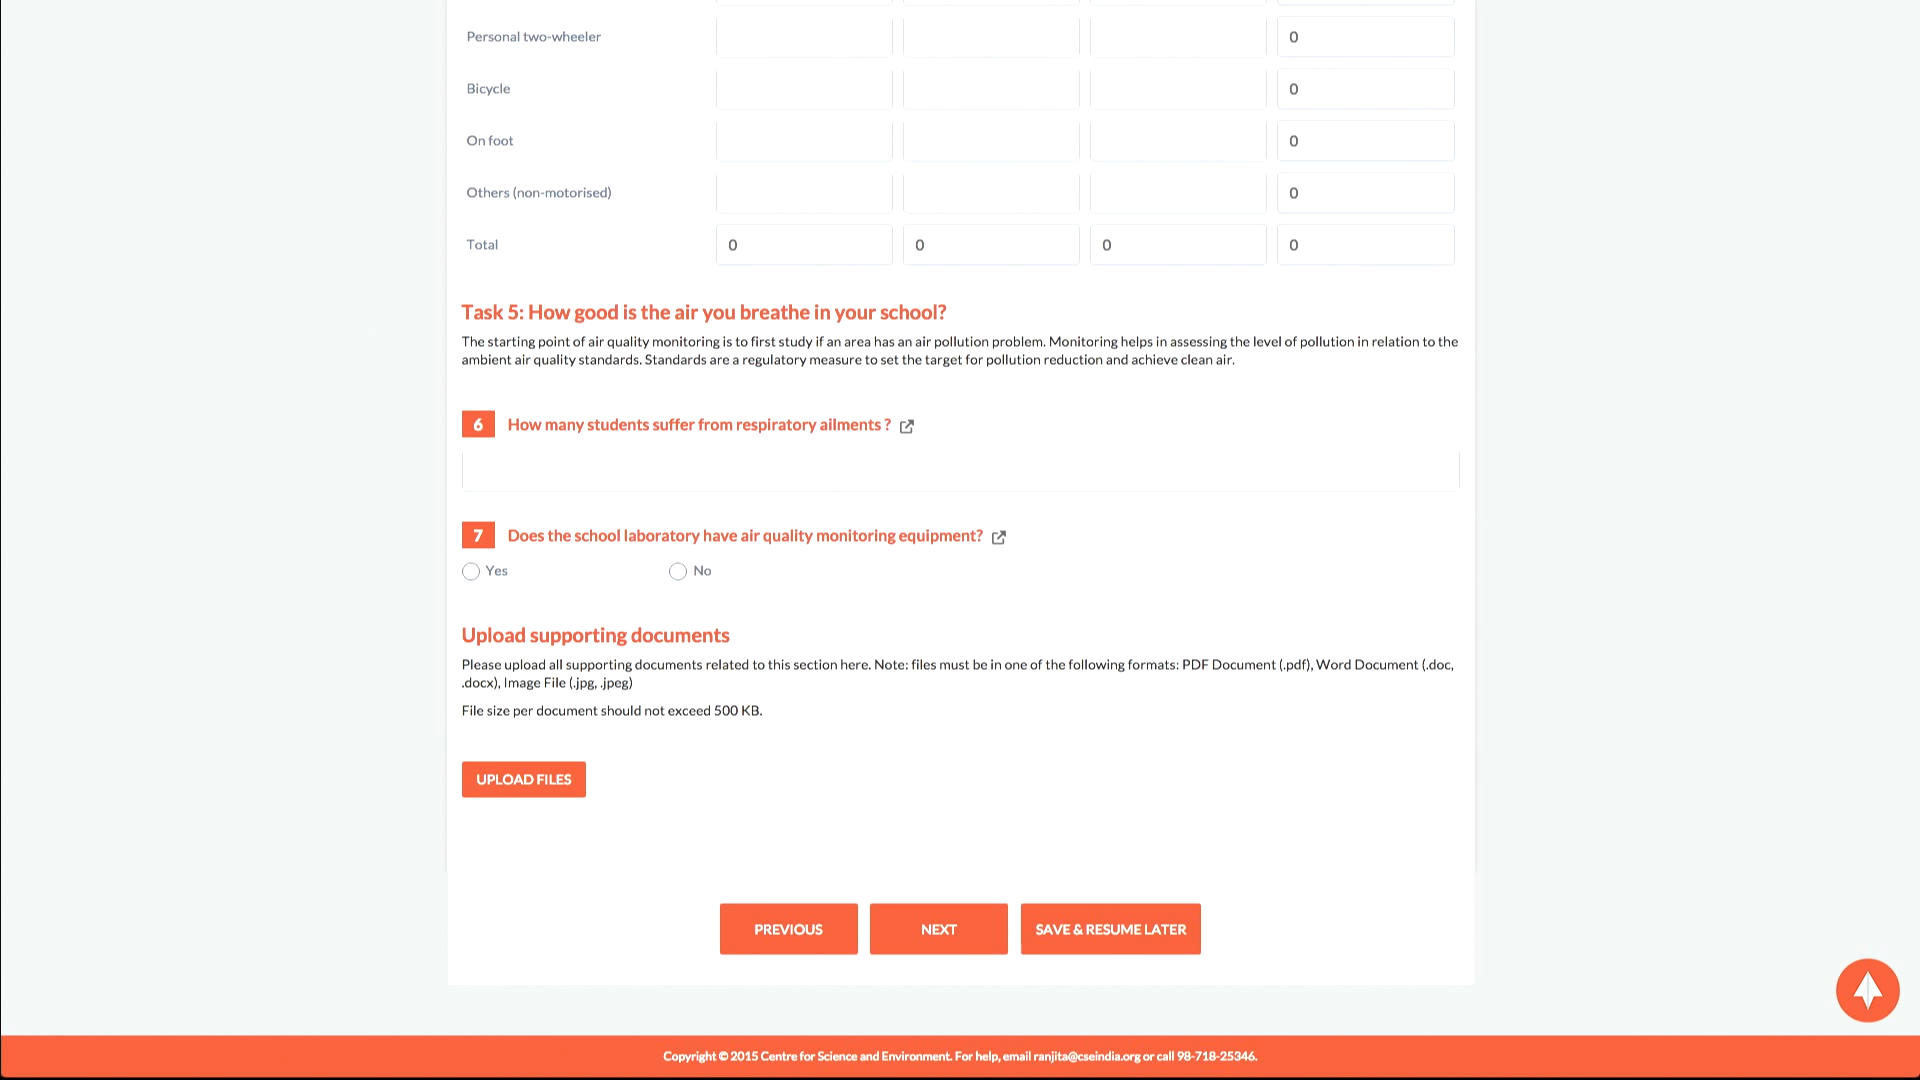 Personal two-wheeler 0
Bicycle 0
On foot 0
Others (non-motorised) 0
Total 0 0 0 0
Task 5: How good is the air you breathe in your school?
The starting point of air quality monitoring is to first study if an area has an air pollution problem. Monitoring helps in assessing the level of pollution in relation to the
ambient air quality standards. Standards are a regulatory measure to set the target for pollution reduction and achieve clean air.
6 How many students suffer from respiratory ailments ?
7 Does the school laboratory have air quality monitoring equipment?
Yes No
Upload supporting documents
Please upload all supporting documents related to this section here. Note: files must be in one of the following formats: PDF Document (.pdf), Word Document (.doc,
.docx), Image File (.jpg, .jpeg)
File size per document should not exceed 500 KB.
UPLOAD FILES
PREVIOUS NEXT SAVE & RESUME LATER
Copyright © 2015 Centre for Science and Environment. For help, email ranjita@cseindia.org or call 98-718-25346.